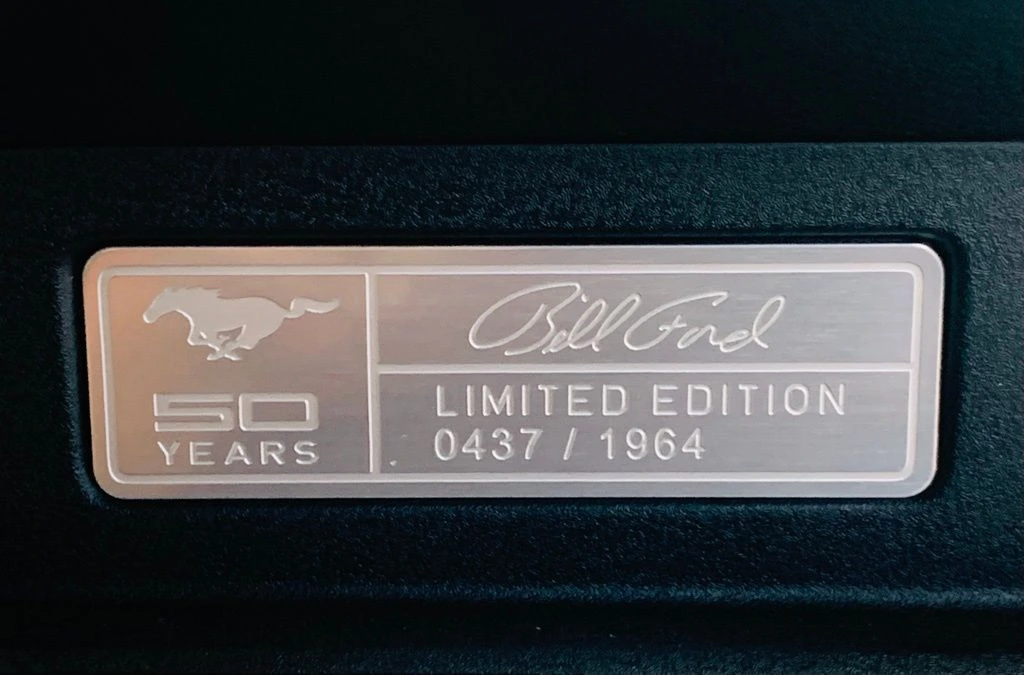 50
YEARS
Bill Ford
LIMITED EDITION
0437 / 1964